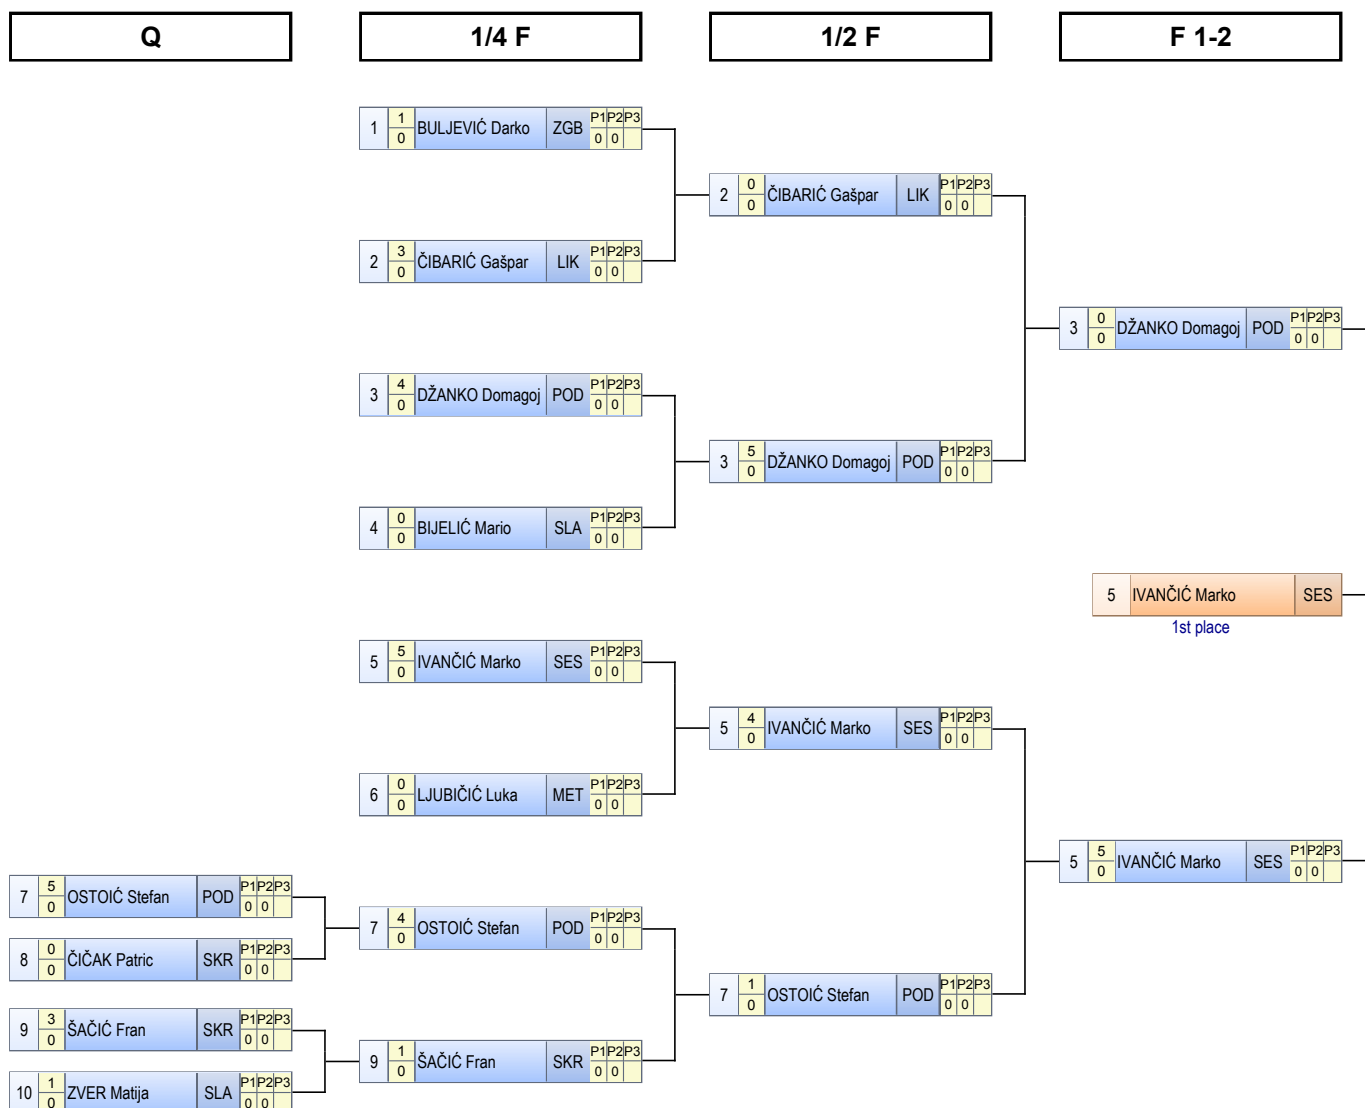 Q 1/4 F 1/2 F F 1-2
1 1 0 BULJEVIĆ Darko ZGB P1 P2 P3 0 0
2 0 0 ČIBARIĆ Gašpar LIK P1 P2 P3 0 0
2 3 0 ČIBARIĆ Gašpar LIK P1 P2 P3 0 0
3 0 0 DŽANKO Domagoj POD P1 P2 P3 0 0
3 4 0 DŽANKO Domagoj POD P1 P2 P3 0 0
3 5 0 DŽANKO Domagoj POD P1 P2 P3 0 0
4 0 0 BIJELIĆ Mario SLA P1 P2 P3 0 0
5 IVANČIĆ Marko SES
1st place
5 5 0 IVANČIĆ Marko SES P1 P2 P3 0 0
5 4 0 IVANČIĆ Marko SES P1 P2 P3 0 0
6 0 0 LJUBIČIĆ Luka MET P1 P2 P3 0 0
5 5 0 IVANČIĆ Marko SES P1 P2 P3 0 0
7 5 0 OSTOIĆ Stefan POD P1 P2 P3 0 0
7 4 0 OSTOIĆ Stefan POD P1 P2 P3 0 0
8 0 0 ČIČAK Patric SKR P1 P2 P3 0 0
7 1 0 OSTOIĆ Stefan POD P1 P2 P3 0 0
9 3 0 ŠAČIĆ Fran SKR P1 P2 P3 0 0
9 1 0 ŠAČIĆ Fran SKR P1 P2 P3 0 0
10 1 0 ZVER Matija SLA P1 P2 P3 0 0